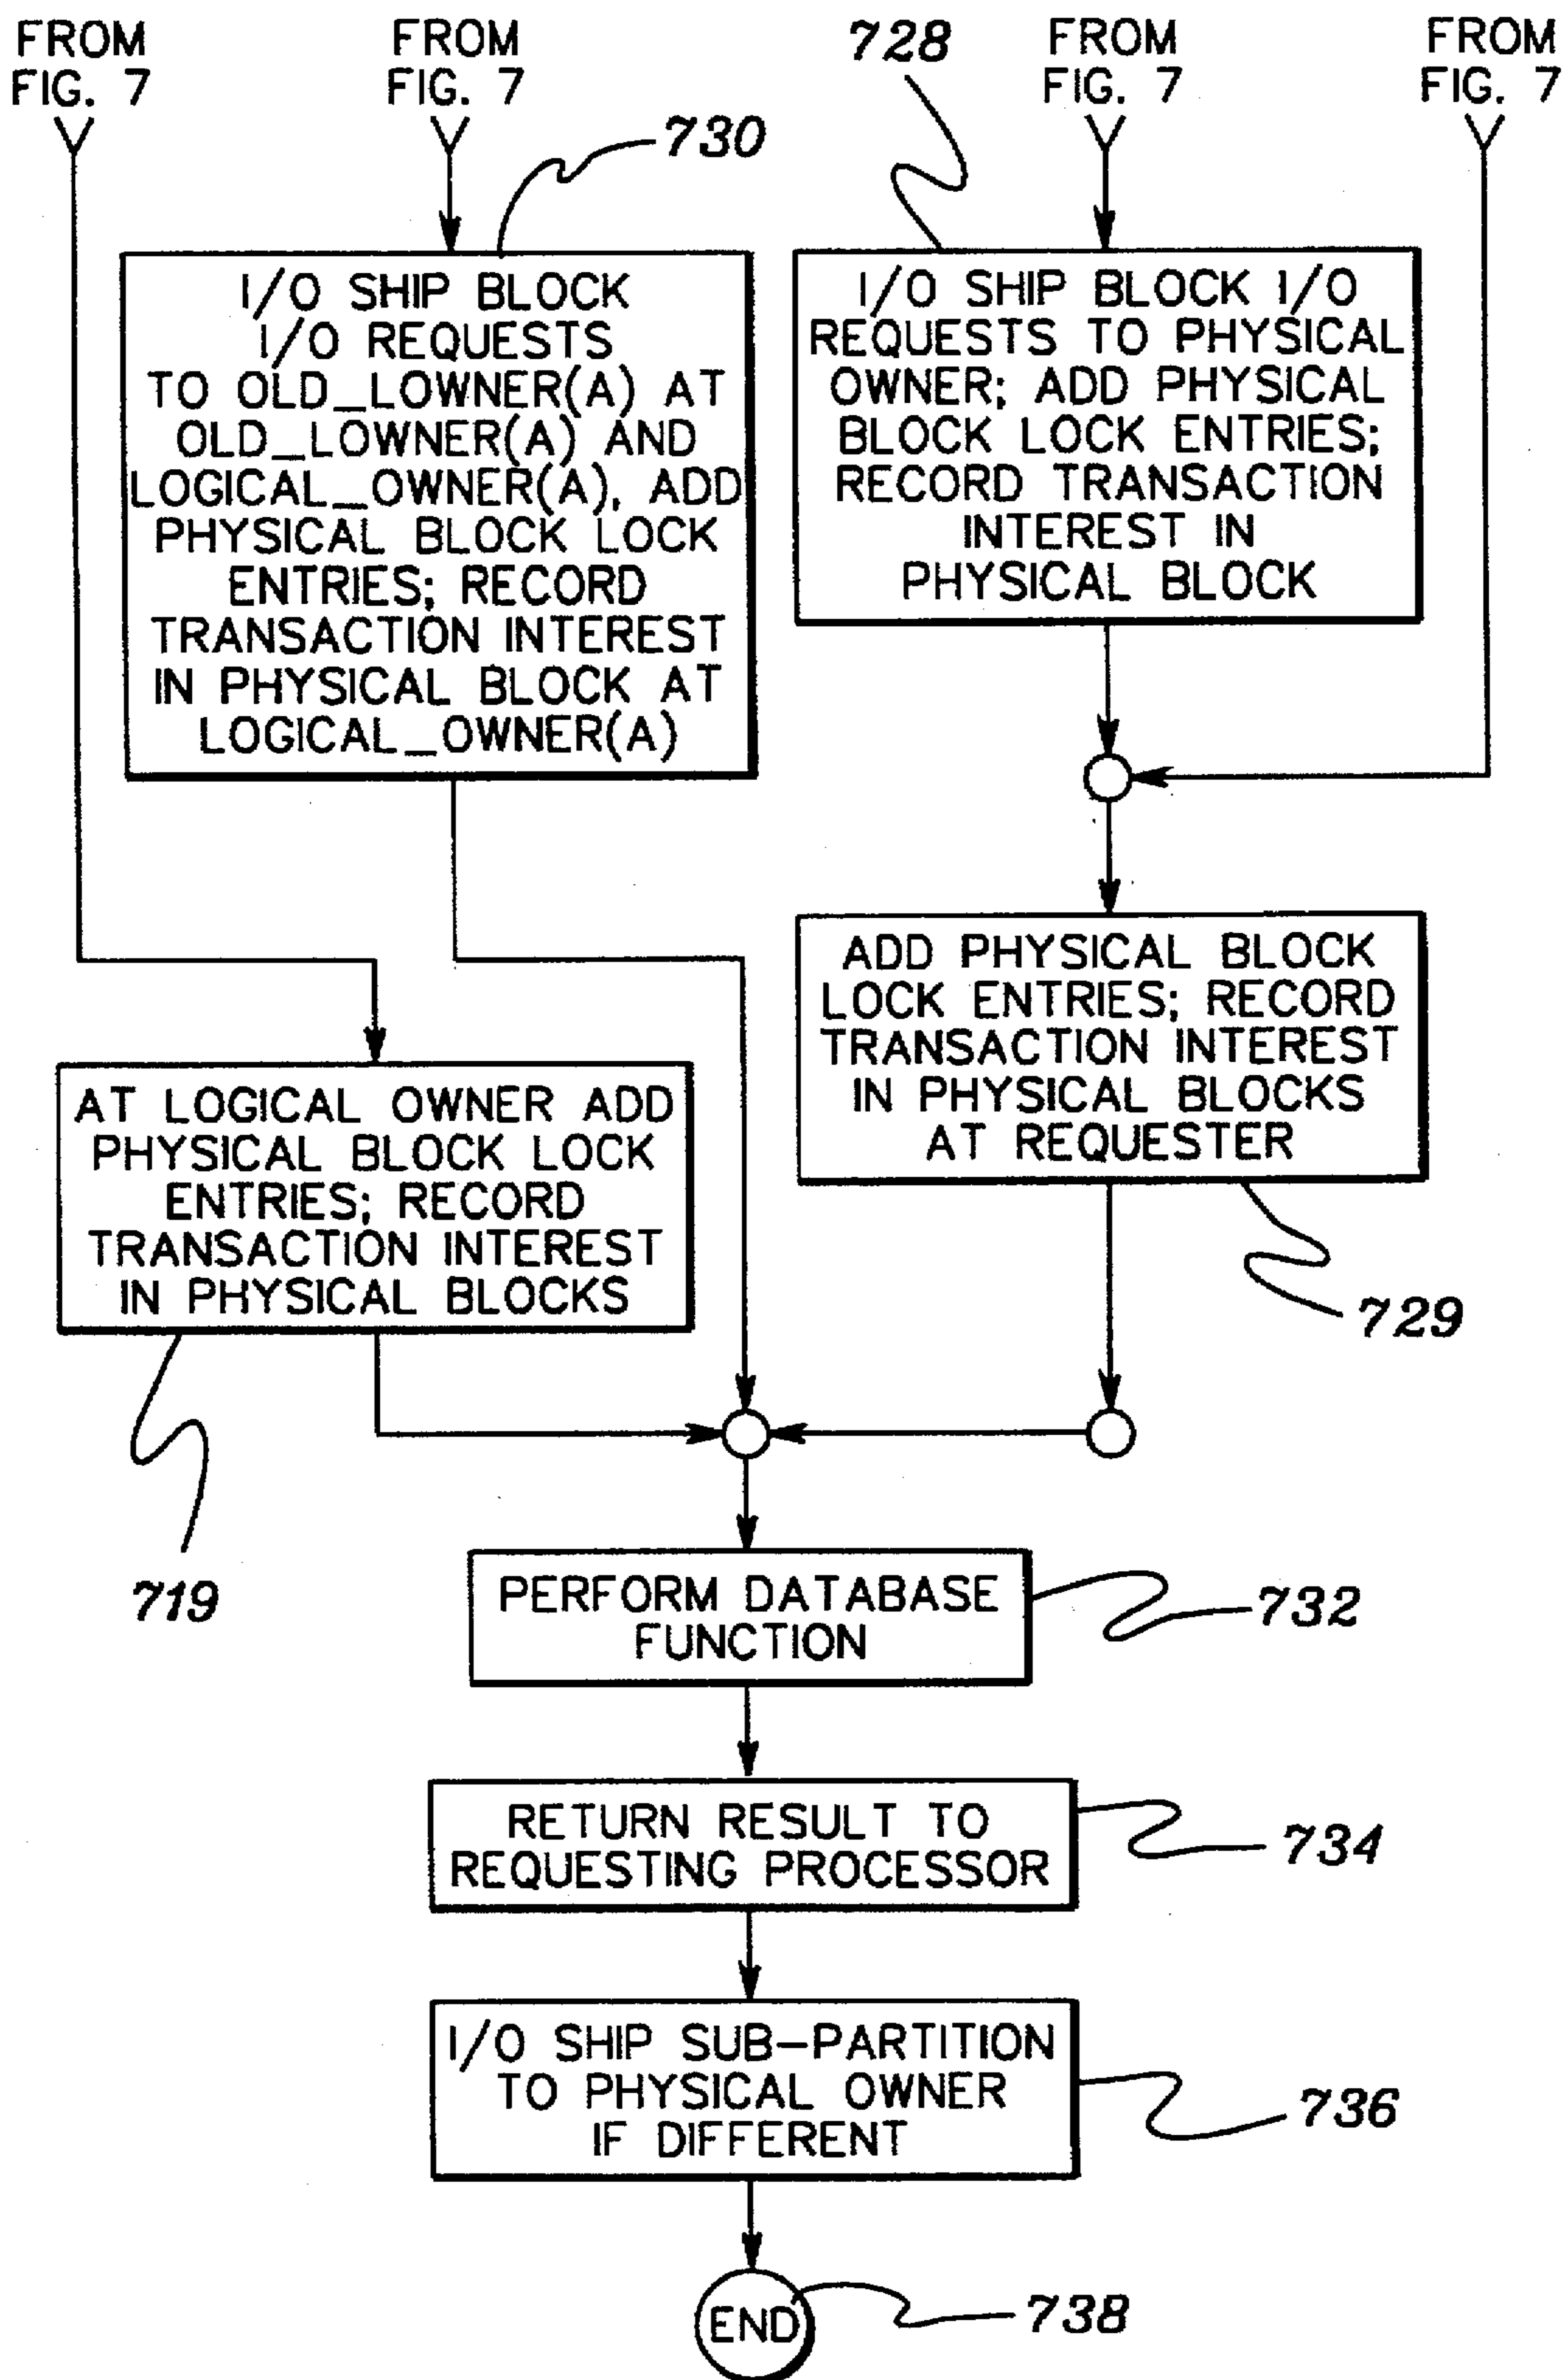 FROM
FIG. 7
FROM
FIG. 7
728
FROM
FIG. 7
FROM
FIG. 7
730
I/O SHIP BLOCK
I/O REQUESTS
TO OLD_LOWNER(A) AT
OLD_LOWNER(A) AND
LOGICAL_OWNER(A), ADD
PHYSICAL BLOCK LOCK
ENTRIES; RECORD
TRANSACTION INTEREST
IN PHYSICAL BLOCK AT
LOGICAL_OWNER(A)
I/O SHIP BLOCK I/O
REQUESTS TO PHYSICAL
OWNER; ADD PHYSICAL
BLOCK LOCK ENTRIES;
RECORD TRANSACTION
INTEREST IN
PHYSICAL BLOCK
ADD PHYSICAL BLOCK
LOCK ENTRIES; RECORD
TRANSACTION INTEREST
IN PHYSICAL BLOCKS
AT REQUESTER
729
AT LOGICAL OWNER ADD
PHYSICAL BLOCK LOCK
ENTRIES; RECORD
TRANSACTION INTEREST
IN PHYSICAL BLOCKS
719
PERFORM DATABASE
FUNCTION
732
RETURN RESULT TO
REQUESTING PROCESSOR
734
I/O SHIP SUB-PARTITION
TO PHYSICAL OWNER
IF DIFFERENT
736
END
738